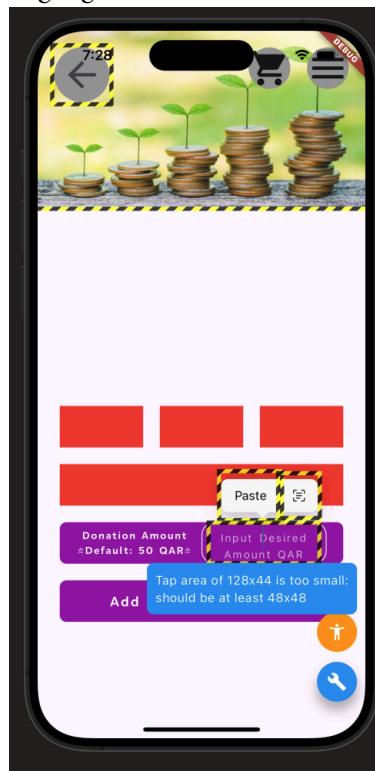 7:28
DEBUG
Paste
Donation Amount
*Default: 50 QAR*
Input Desired
Amount QAR
Tap area of 128x44 is too small:
should be at least 48x48
Add